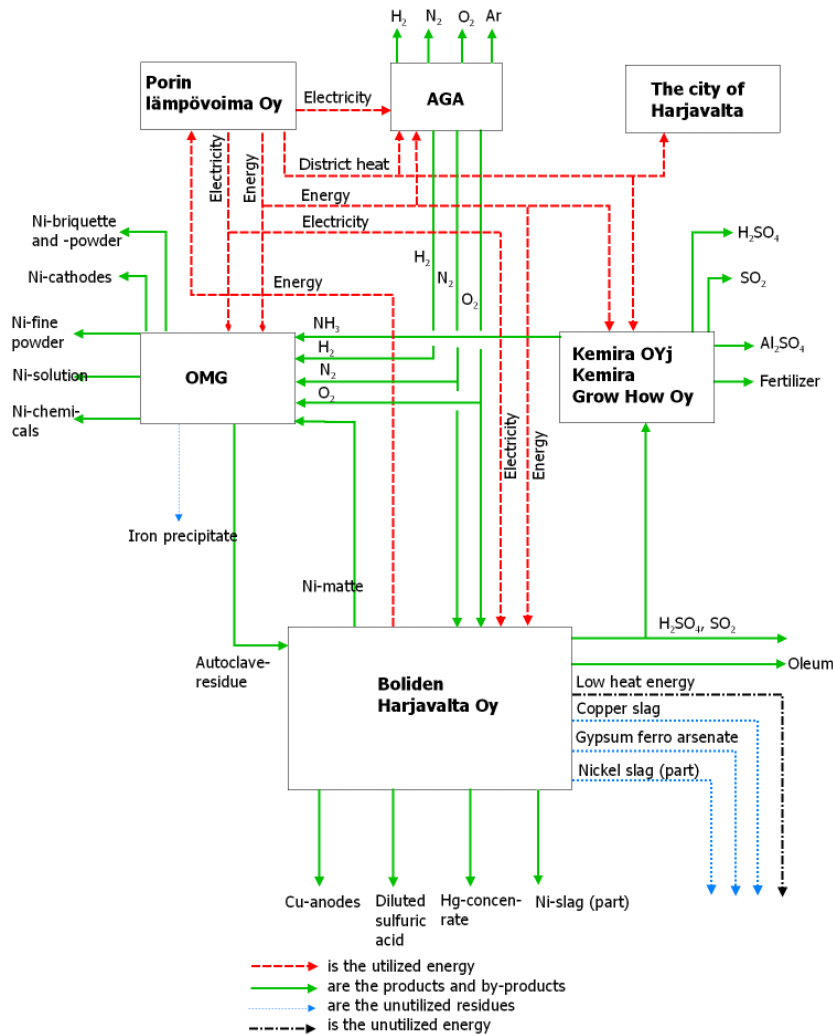 H₂ N₂ O₂ Ar
Porin
lämpövoima Oy
Electricity
AGA
The city of
Harjavalta
Electricity
Energy
District heat
Energy
Electricity
Ni-briquette
and -powder
H₂SO₄
H₂
Ni-cathodes
Energy
N₂
SO₂
O₂
Ni-fine
powder
NH₃
H₂
Al₂SO₄
Kemira OYj
Kemira
Grow How Oy
Ni-solution
OMG
N₂
Fertilizer
O₂
Ni-chemi-
cals
Electricity
Energy
Iron precipitate
Ni-matte
H₂SO₄, SO₂
Autoclave-
residue
Oleum
Boliden
Harjavalta Oy
Low heat energy
Copper slag
Gypsum ferro arsenate
Nickel slag (part)
Cu-anodes
Diluted
sulfuric
acid
Hg-concen-
rate
Ni-slag (part)
is the utilized energy
are the products and by-products
are the unutilized residues
is the unutilized energy